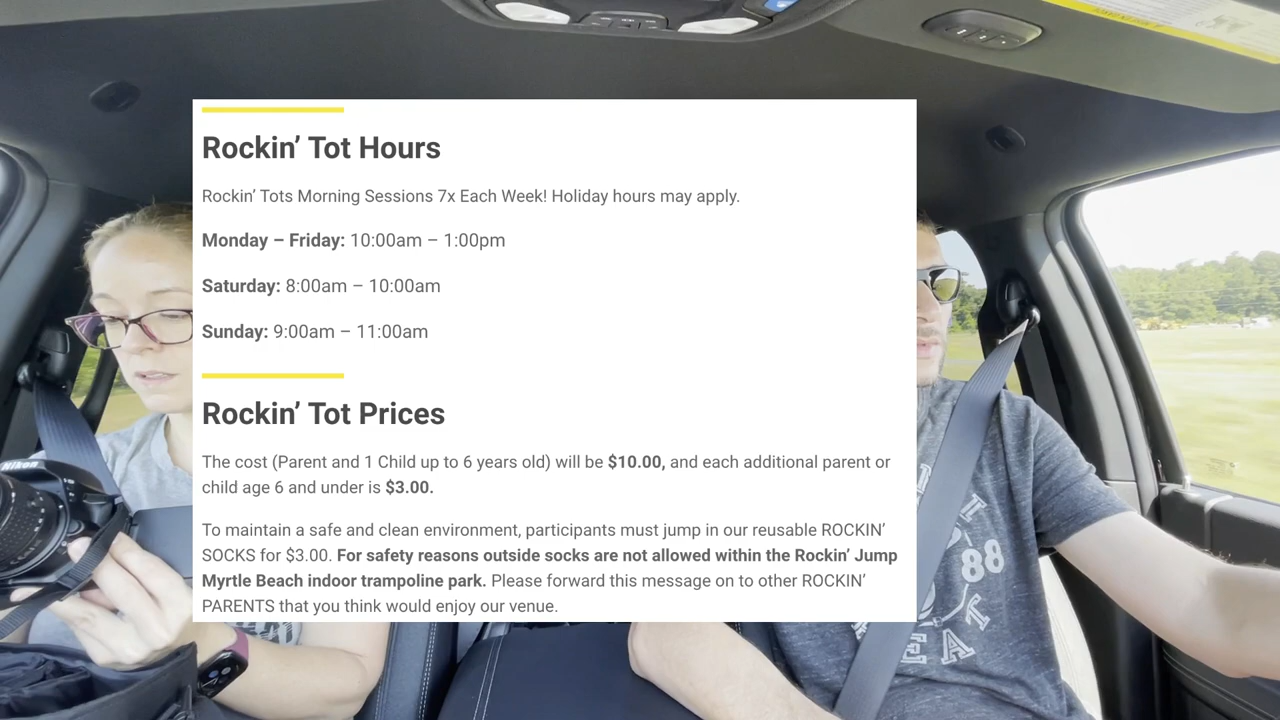 Rockin’ Tot Hours
Rockin’ Tots Morning Sessions 7x Each Week! Holiday hours may apply.
Monday – Friday: 10:00am – 1:00pm
Saturday: 8:00am – 10:00am
Sunday: 9:00am – 11:00am
Rockin’ Tot Prices
The cost (Parent and 1 Child up to 6 years old) will be $10.00, and each additional parent or
child age 6 and under is $3.00.
To maintain a safe and clean environment, participants must jump in our reusable ROCKIN’
SOCKS for $3.00. For safety reasons outside socks are not allowed within the Rockin’ Jump
Myrtle Beach indoor trampoline park. Please forward this message on to other ROCKIN’
PARENTS that you think would enjoy our venue.
Nikon
88